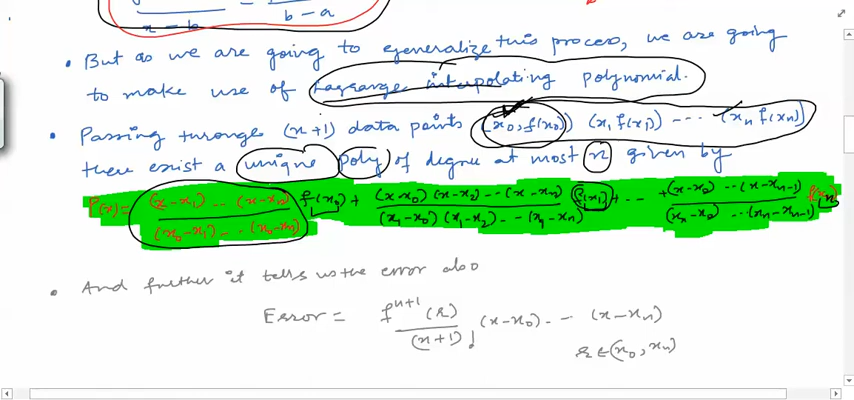 x - b b - a
• But as we are going to generalize this process, we are going
to make use of Lagrange interpolating polynomial.
• Passing through (n+1) data points (x₀, f(x₀)) (x₁ f(x₁) --- (xₙ f(xₙ))
there exist a unique poly of degree at most n given by
P(x) = (x-x₁) -- (x-xₙ) / (x₀-x₁) - - (x₀-xₙ) f(x₀) + (x-x₀) (x-x₂) --- (x-xₙ) / (x₁-x₀) (x₁-x₂) - -- (x₁-xₙ) f(x₁) + -- + (x-x₀) -- (x-xₙ₋₁) / (xₙ-x₀) -- (xₙ-xₙ₋₁) f(xₙ)
• And further it tells us the error also
Error = fⁿ⁺¹ (r) / (n+1)! (x-x₀) - -- (x-xₙ)
r ∈ (x₀, xₙ)